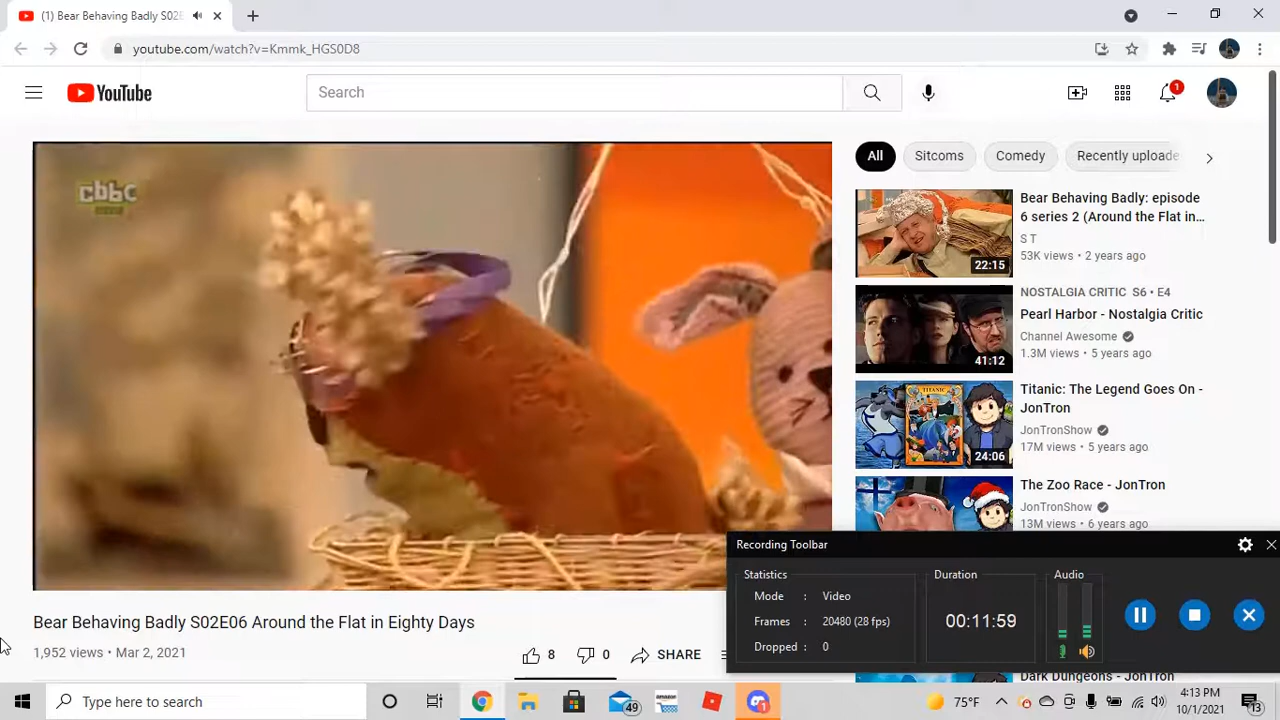 (1) Bear Behaving Badly S02E
youtube.com/watch?v=Kmmk_HGS0D8
YouTube
Search
1
cbbc
All
Sitcoms
Comedy
Recently uploade
Bear Behaving Badly: episode
6 series 2 (Around the Flat in...
S T
53K views • 2 years ago
22:15
NOSTALGIA CRITIC S6 • E4
Pearl Harbor - Nostalgia Critic
Channel Awesome
1.3M views • 5 years ago
41:12
TITANIC
Titanic: The Legend Goes On -
JonTron
JonTronShow
17M views • 5 years ago
24:06
The Zoo Race - JonTron
JonTronShow
13M views • 6 years ago
Recording Toolbar
Statistics
Mode : Video
Frames : 20480 (28 fps)
Dropped : 0
Duration
00:11:59
Audio
Bear Behaving Badly S02E06 Around the Flat in Eighty Days
1,952 views • Mar 2, 2021
8
0
SHARE
Dark Dungeons - JonTron
Type here to search
49
amazon
1
75°F
4:13 PM
10/1/2021
13